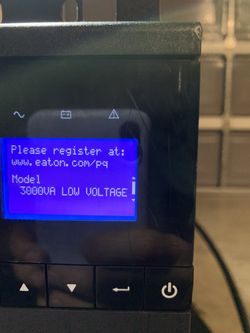 Please register at:
www.eaton.com/pq
Model
3000VA LOW VOLTAGE